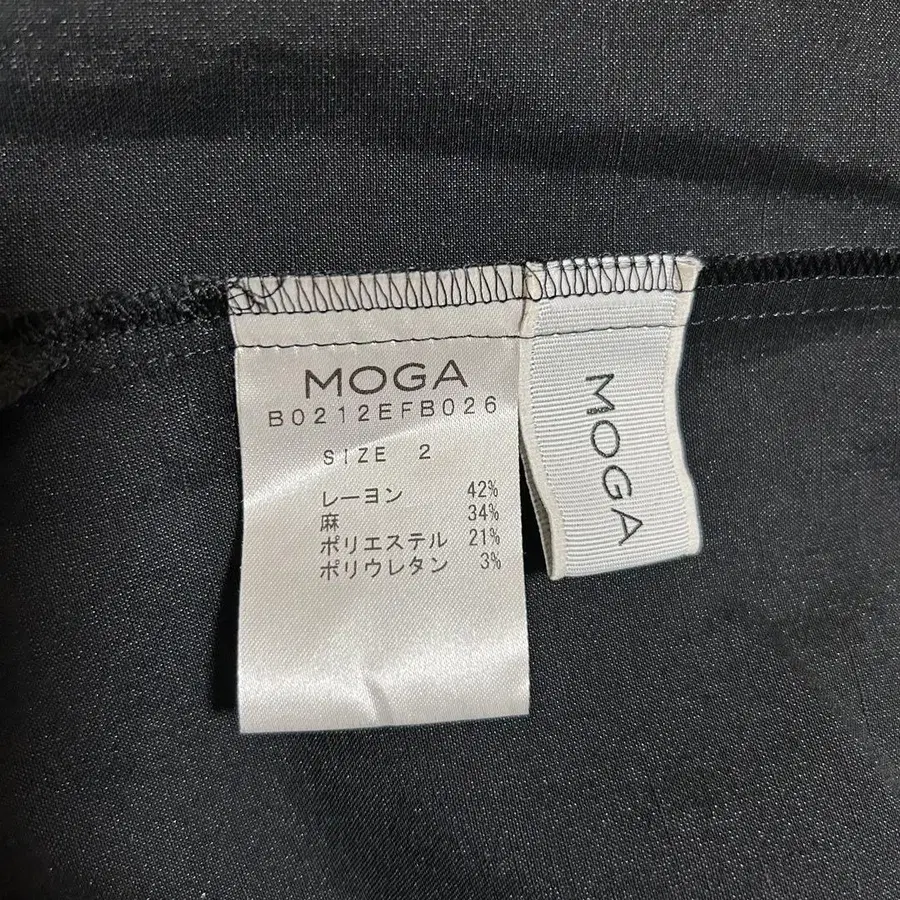 MOGA
B0212EFB026
SIZE 2
レーヨン 42%
麻 34%
ポリエステル 21%
ポリウレタン 3%
MOGA